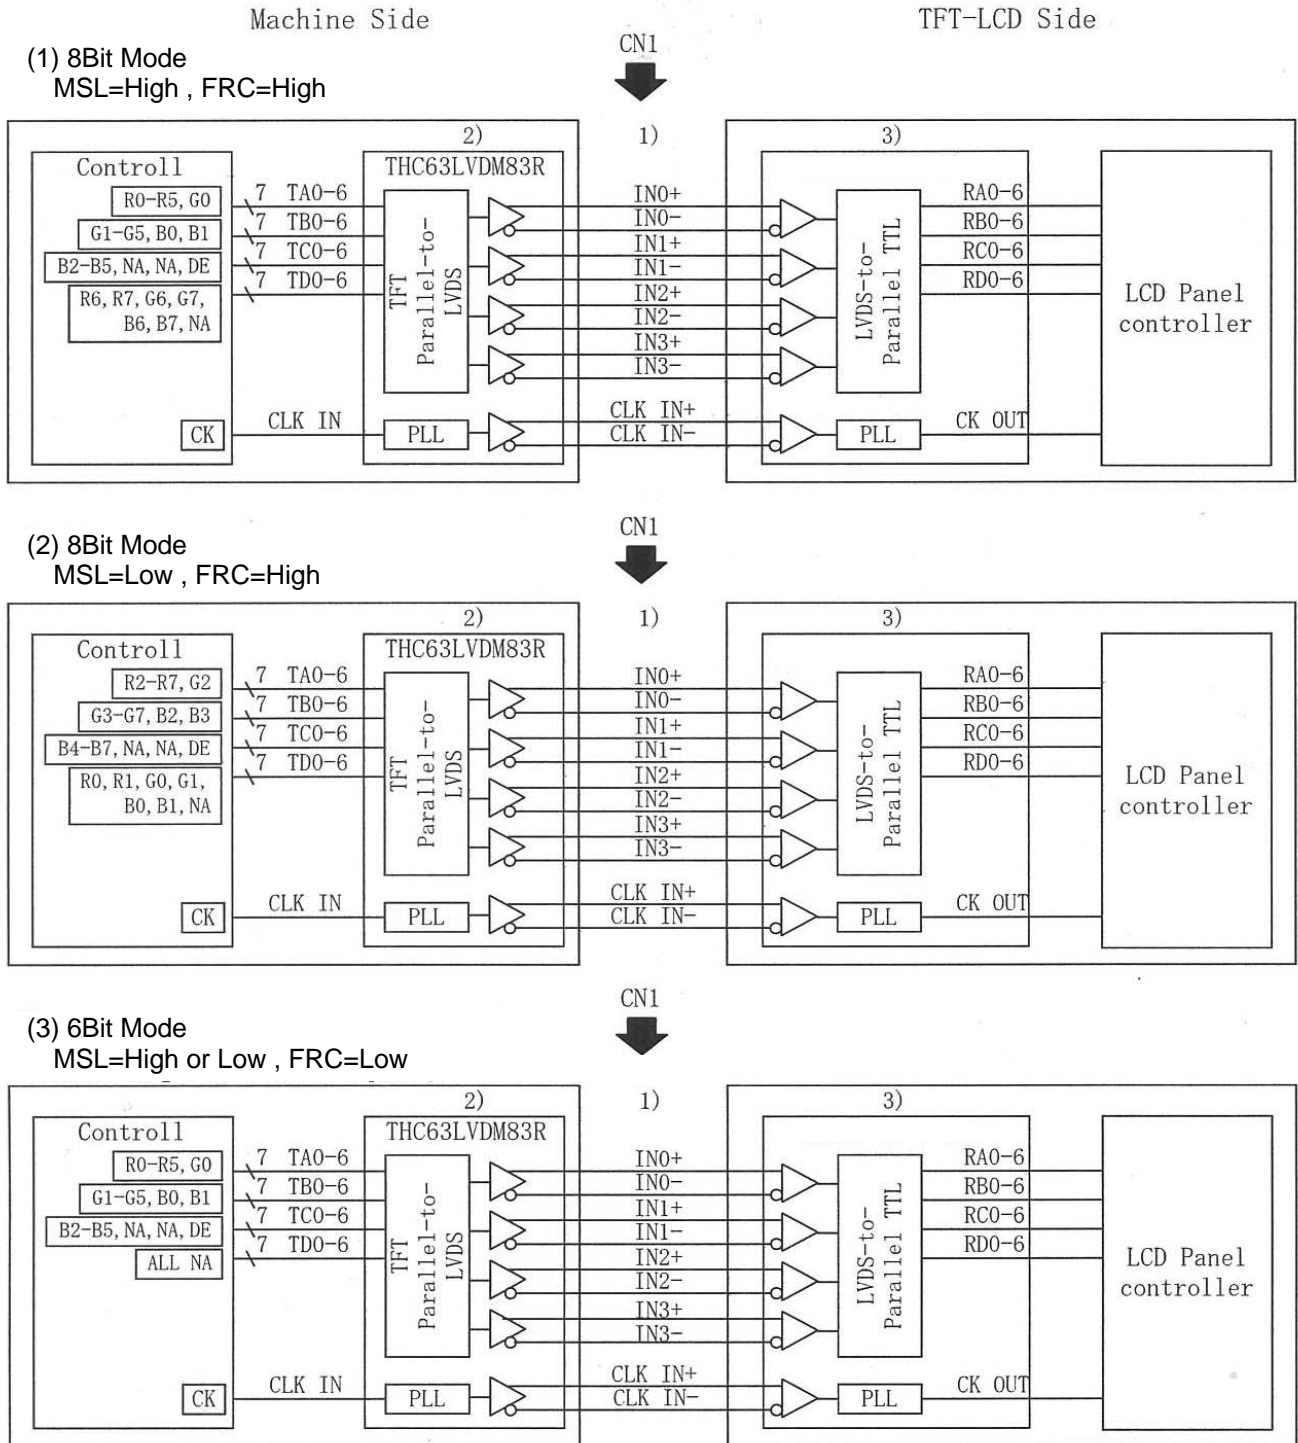 Machine Side
TFT-LCD Side
CN1
(1) 8Bit Mode
MSL=High , FRC=High
2)
1)
3)
Controll
THC63LVDM83R
R0-R5, G0
7 TA0-6
G1-G5, B0, B1
7 TB0-6
B2-B5, NA, NA, DE
7 TC0-6
R6, R7, G6, G7,
B6, B7, NA
7 TD0-6
TFT
Parallel-to-
LVDS
IN0+
IN0-
IN1+
IN1-
IN2+
IN2-
IN3+
IN3-
LVDS-to-
Parallel TTL
RA0-6
RB0-6
RC0-6
RD0-6
LCD Panel
controller
CK
CLK IN
PLL
CLK IN+
CLK IN-
PLL
CK OUT
CN1
(2) 8Bit Mode
MSL=Low , FRC=High
2)
1)
3)
Controll
THC63LVDM83R
R2-R7, G2
7 TA0-6
G3-G7, B2, B3
7 TB0-6
B4-B7, NA, NA, DE
7 TC0-6
R0, R1, G0, G1,
B0, B1, NA
7 TD0-6
TFT
Parallel-to-
LVDS
IN0+
IN0-
IN1+
IN1-
IN2+
IN2-
IN3+
IN3-
LVDS-to-
Parallel TTL
RA0-6
RB0-6
RC0-6
RD0-6
LCD Panel
controller
CK
CLK IN
PLL
CLK IN+
CLK IN-
PLL
CK OUT
CN1
(3) 6Bit Mode
MSL=High or Low , FRC=Low
2)
1)
3)
Controll
THC63LVDM83R
R0-R5, G0
7 TA0-6
G1-G5, B0, B1
7 TB0-6
B2-B5, NA, NA, DE
7 TC0-6
ALL NA
7 TD0-6
TFT
Parallel-to-
LVDS
IN0+
IN0-
IN1+
IN1-
IN2+
IN2-
IN3+
IN3-
LVDS-to-
Parallel TTL
RA0-6
RB0-6
RC0-6
RD0-6
LCD Panel
controller
CK
CLK IN
PLL
CLK IN+
CLK IN-
PLL
CK OUT